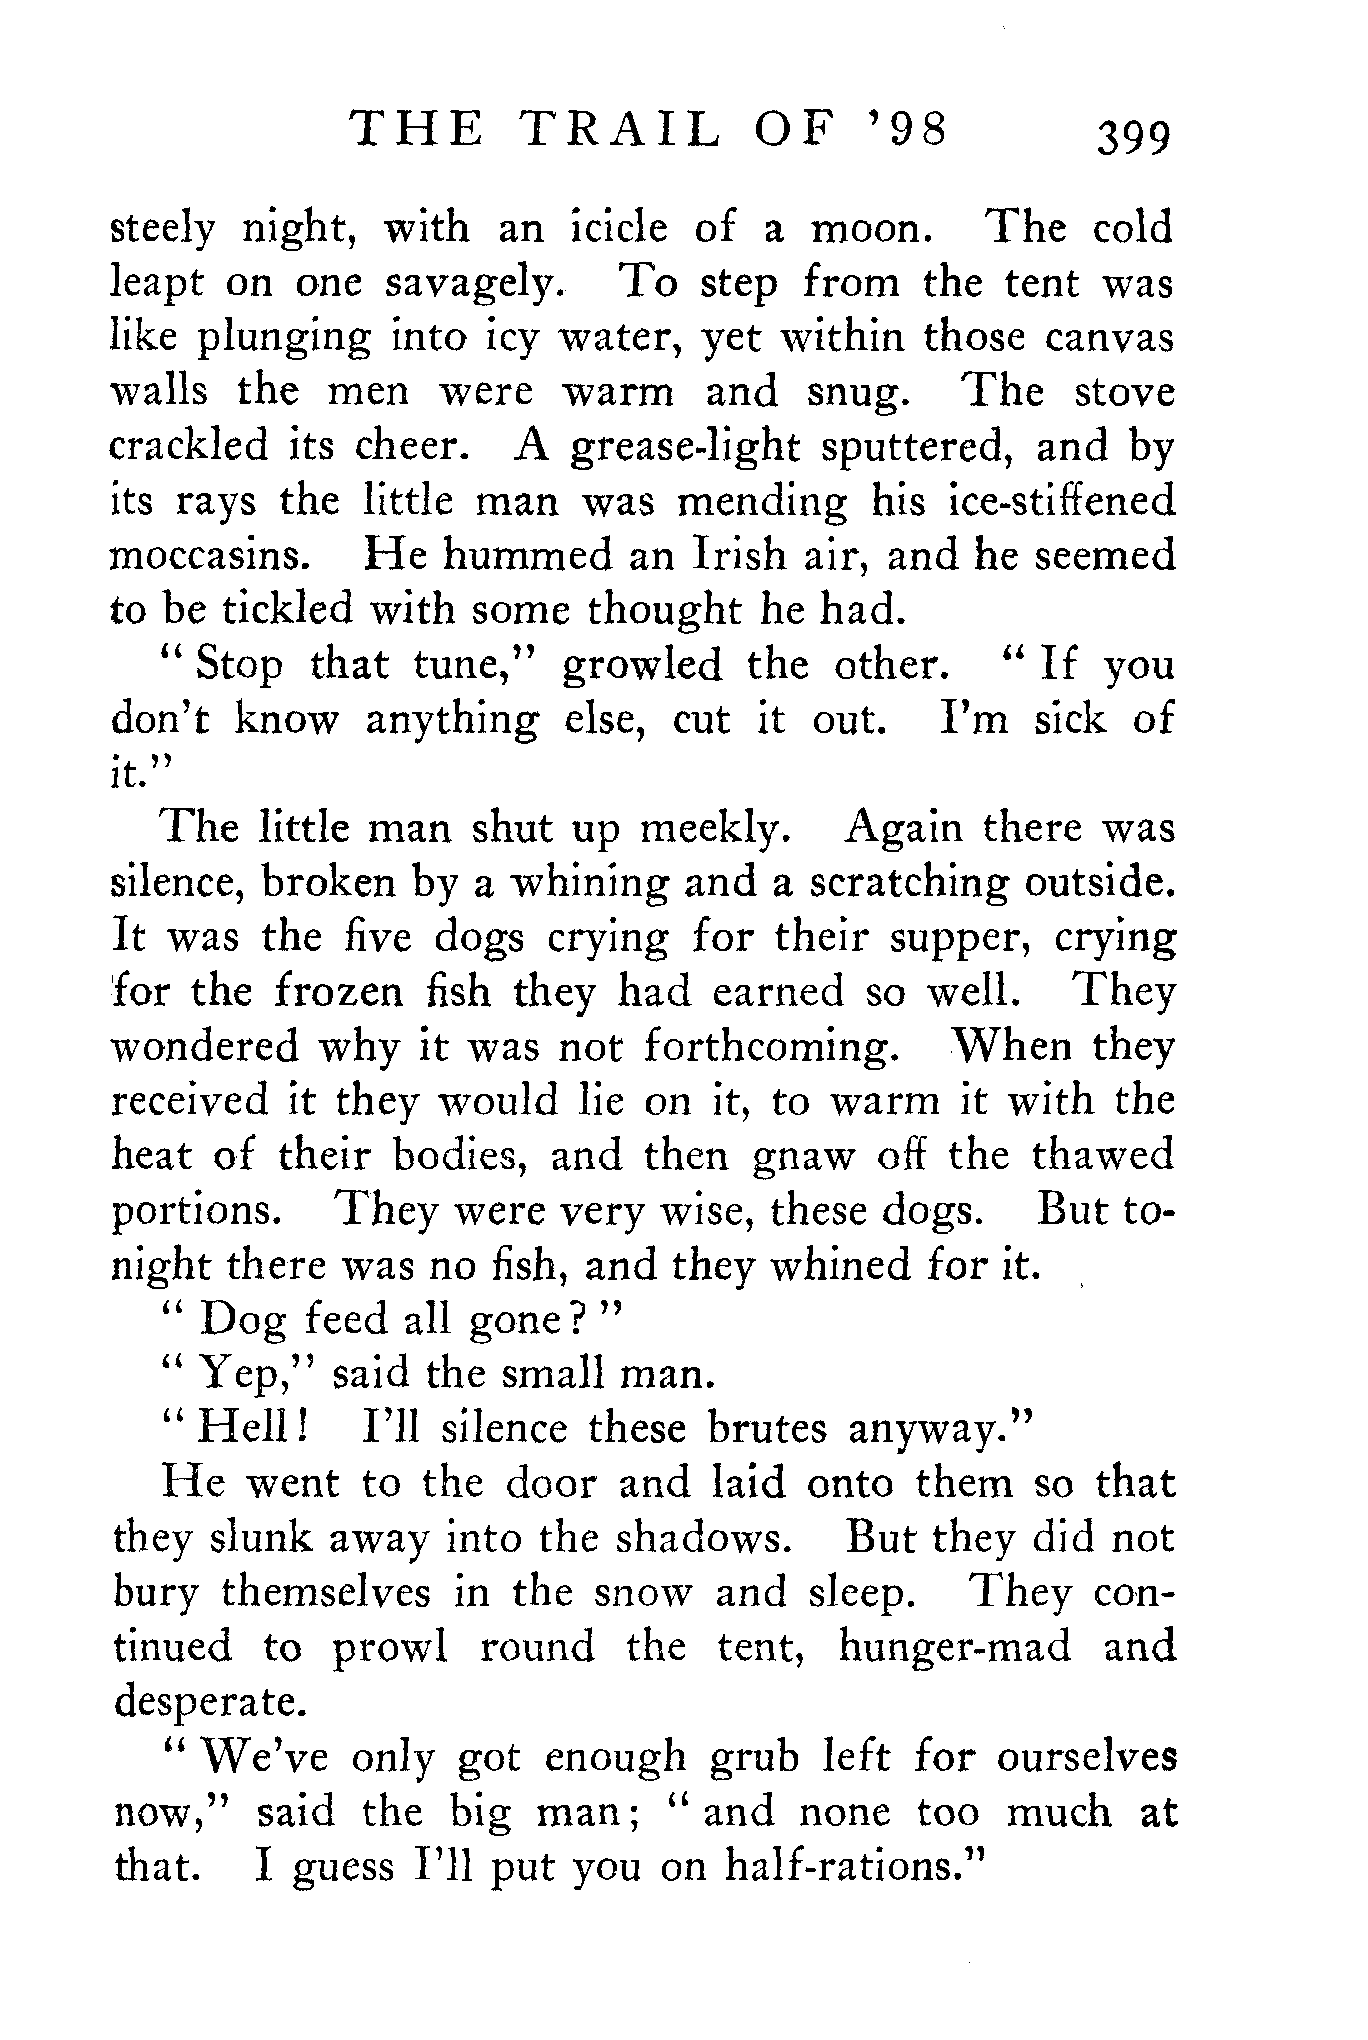 THE TRAIL OF '98 399
steely night, with an icicle of a moon. The cold
leapt on one savagely. To step from the tent was
like plunging into icy water, yet within those canvas
walls the men were warm and snug. The stove
crackled its cheer. A grease-light sputtered, and by
its rays the little man was mending his ice-stiffened
moccasins. He hummed an Irish air, and he seemed
to be tickled with some thought he had.
" Stop that tune," growled the other. " If you
don't know anything else, cut it out. I'm sick of
it."
The little man shut up meekly. Again there was
silence, broken by a whining and a scratching outside.
It was the five dogs crying for their supper, crying
for the frozen fish they had earned so well. They
wondered why it was not forthcoming. When they
received it they would lie on it, to warm it with the
heat of their bodies, and then gnaw off the thawed
portions. They were very wise, these dogs. But to-
night there was no fish, and they whined for it.
" Dog feed all gone? "
" Yep," said the small man.
" Hell! I'll silence these brutes anyway."
He went to the door and laid onto them so that
they slunk away into the shadows. But they did not
bury themselves in the snow and sleep. They con-
tinued to prowl round the tent, hunger-mad and
desperate.
" We've only got enough grub left for ourselves
now," said the big man; " and none too much at
that. I guess I'll put you on half-rations."